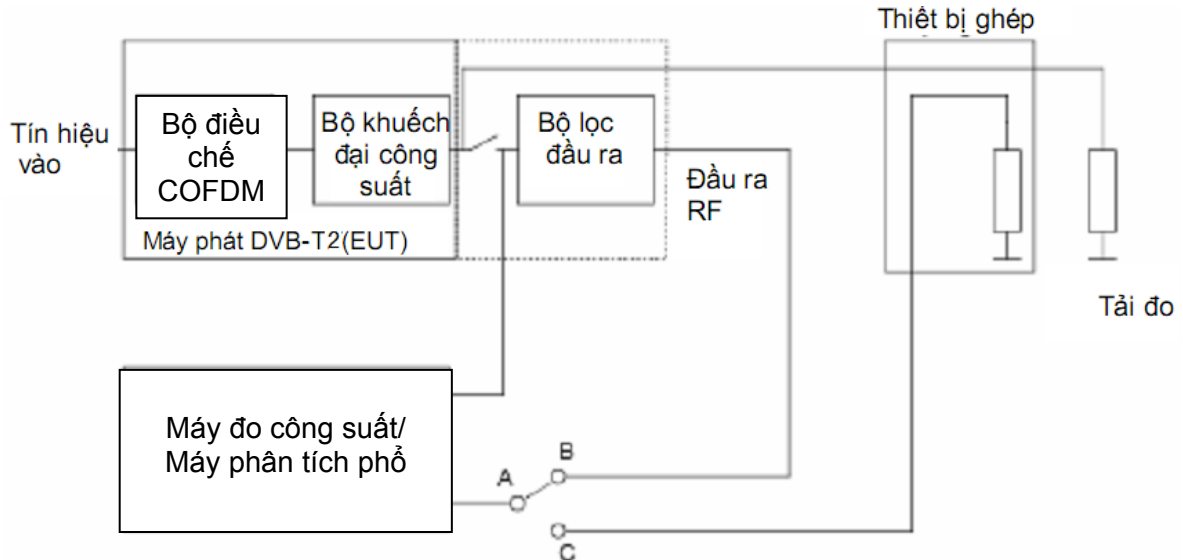 Thiết bị ghép
Tín hiệu
vào
Bộ điều
chế
COFDM
Bộ khuếch
đại công
suất
Bộ lọc
đầu ra
Đầu ra
RF
Máy phát DVB-T2(EUT)
Tải đo
Máy đo công suất/
Máy phân tích phổ
A
B
C